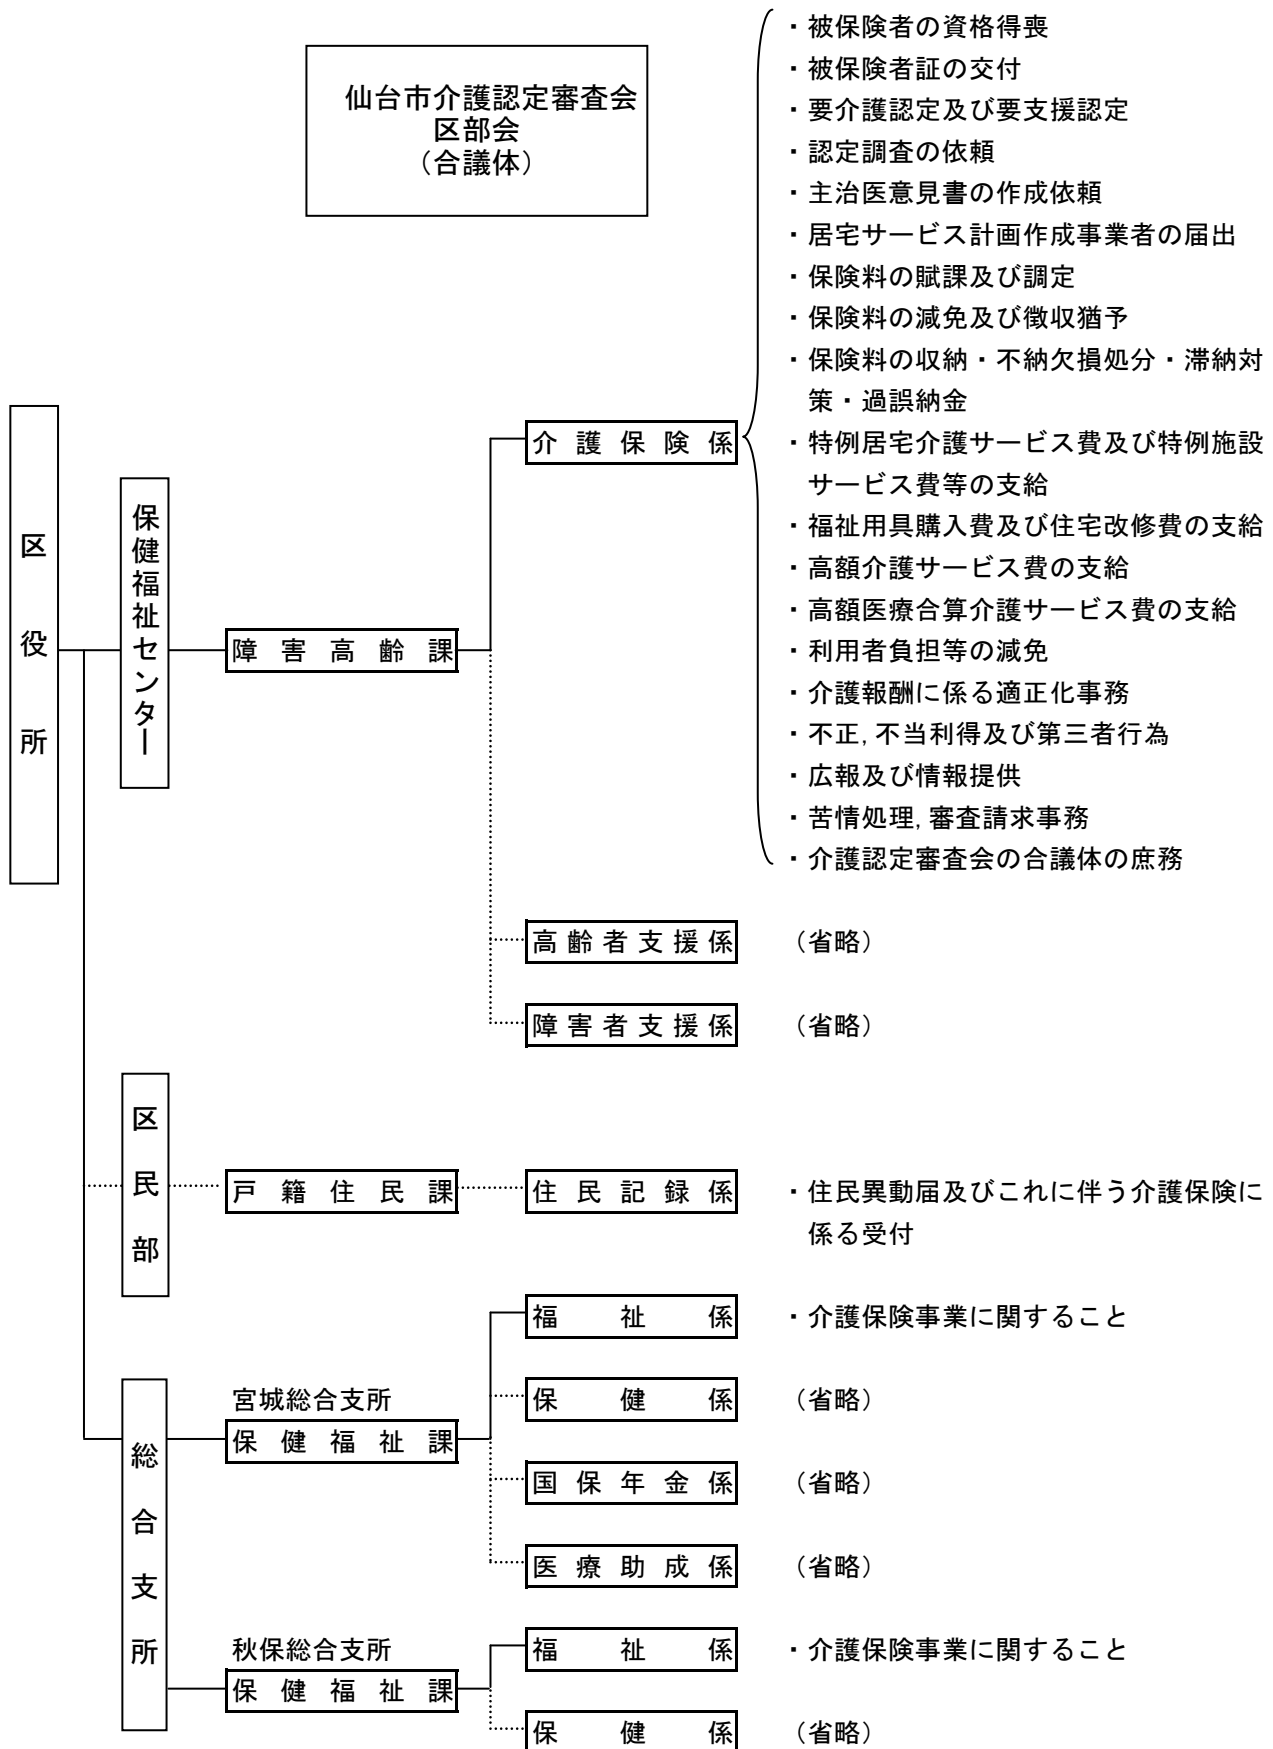 仙台市介護認定審査会
区部会
（合議体）
区役所
保健福祉センター
障害高齢課
介護保険係
・被保険者の資格得喪
・被保険者証の交付
・要介護認定及び要支援認定
・認定調査の依頼
・主治医意見書の作成依頼
・居宅サービス計画作成事業者の届出
・保険料の賦課及び調定
・保険料の減免及び徴収猶予
・保険料の収納・不納欠損処分・滞納対
策・過誤納金
・特例居宅介護サービス費及び特例施設
サービス費等の支給
・福祉用具購入費及び住宅改修費の支給
・高額介護サービス費の支給
・高額医療合算介護サービス費の支給
・利用者負担等の減免
・介護報酬に係る適正化事務
・不正,不当利得及び第三者行為
・広報及び情報提供
・苦情処理,審査請求事務
・介護認定審査会の合議体の庶務
高齢者支援係 （省略）
障害者支援係 （省略）
区民部
戸籍住民課
住民記録係
・住民異動届及びこれに伴う介護保険に
係る受付
総合支所
宮城総合支所
保健福祉課
福祉係 ・介護保険事業に関すること
保健係 （省略）
国保年金係 （省略）
医療助成係 （省略）
秋保総合支所
保健福祉課
福祉係 ・介護保険事業に関すること
保健係 （省略）